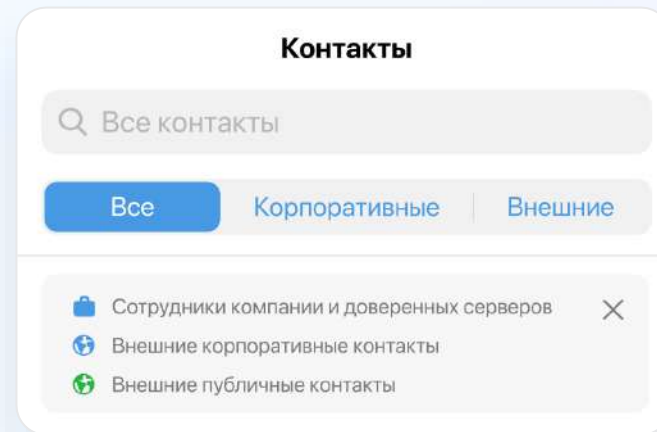 Контакты
Все контакты
Все Корпоративные Внешние
Сотрудники компании и доверенных серверов
Внешние корпоративные контакты
Внешние публичные контакты